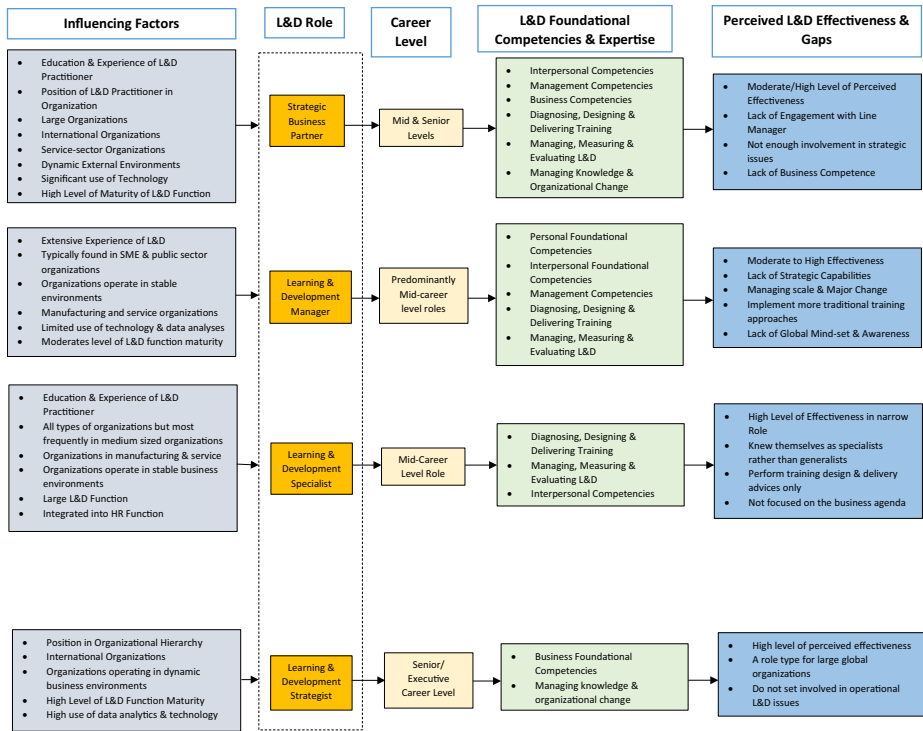 Influencing Factors
L&D Role
Career
Level
L&D Foundational
Competencies & Expertise
Perceived L&D Effectiveness &
Gaps
• Education & Experience of L&D
Practitioner
• Position of L&D Practitioner in
Organization
• Large Organizations
• International Organizations
• Service-sector Organizations
• Dynamic External Environments
• Significant use of Technology
• High Level of Maturity of L&D Function
Strategic
Business
Partner
Mid & Senior
Levels
• Interpersonal Competencies
• Management Competencies
• Business Competencies
• Diagnosing, Designing &
Delivering Training
• Managing, Measuring &
Evaluating L&D
• Managing Knowledge &
Organizational Change
• Moderate/High Level of Perceived
Effectiveness
• Lack of Engagement with Line
Manager
• Not enough involvement in strategic
issues
• Lack of Business Competence
• Extensive Experience of L&D
• Typically found in SME & public sector
organizations
• Organizations operate in stable
environments
• Manufacturing and service organizations
• Limited use of technology & data analyses
• Moderates level of L&D function maturity
Learning &
Development
Manager
Predominantly
Mid-career
level roles
• Personal Foundational
Competencies
• Interpersonal Foundational
Competencies
• Management Competencies
• Diagnosing, Designing &
Delivering Training
• Managing, Measuring &
Evaluating L&D
• Moderate to High Effectiveness
• Lack of Strategic Capabilities
• Managing scale & Major Change
• Implement more traditional training
approaches
• Lack of Global Mind-set & Awareness
• Education & Experience of L&D
Practitioner
• All types of organizations but most
frequently in medium sized organizations
• Organizations in manufacturing & service
• Organizations operate in stable business
environments
• Large L&D Function
• Integrated into HR Function
Learning &
Development
Specialist
Mid-Career
Level Role
• Diagnosing, Designing &
Delivering Training
• Managing, Measuring &
Evaluating L&D
• Interpersonal Competencies
• High Level of Effectiveness in narrow
Role
• Knew themselves as specialists
rather than generalists
• Perform training design & delivery
advices only
• Not focused on the business agenda
• Position in Organizational Hierarchy
• International Organizations
• Organizations operating in dynamic
business environments
• High Level of L&D Function Maturity
• High use of data analytics & technology
Learning &
Development
Strategist
Senior/
Executive
Career Level
• Business Foundational
Competencies
• Managing knowledge &
organizational change
• High level of perceived effectiveness
• A role type for large global
organizations
• Do not set involved in operational
L&D issues